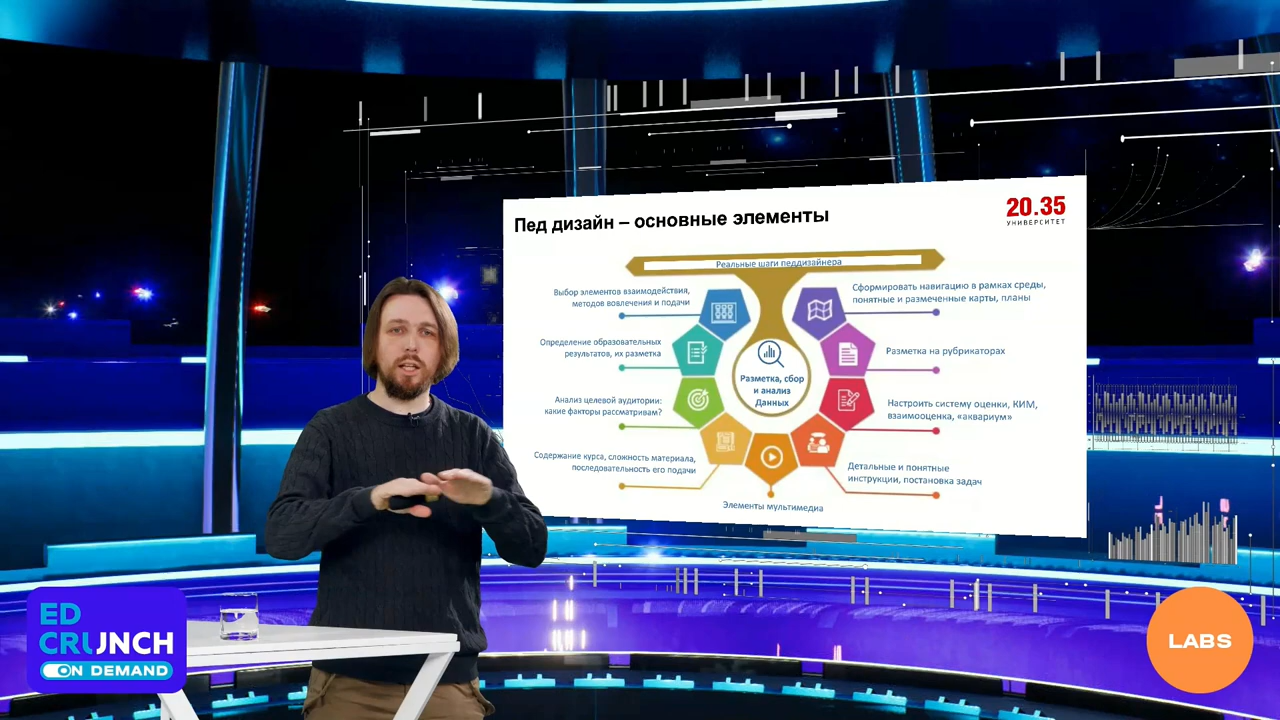 Пед дизайн – основные элементы
20.35
УНИВЕРСИТЕТ
Реальные шаги педдизайнера
Выбор элементов взаимодействия,
методов вовлечения и подачи
Определение образовательных
результатов, их разметка
Анализ целевой аудитории:
какие факторы рассматривам?
Содержание курса, сложность материала,
последовательность его подачи
Элементы мультимедиа
Разметка, сбор
и анализ
Данных
Сформировать навигацию в рамках среды,
понятные и размеченные карты, планы
Разметка на рубрикаторах
Настроить систему оценки, КИМ,
взаимооценка, «аквариум»
Детальные и понятные
инструкции, постановка задач
ED
CRUNCH
ON DEMAND
LABS